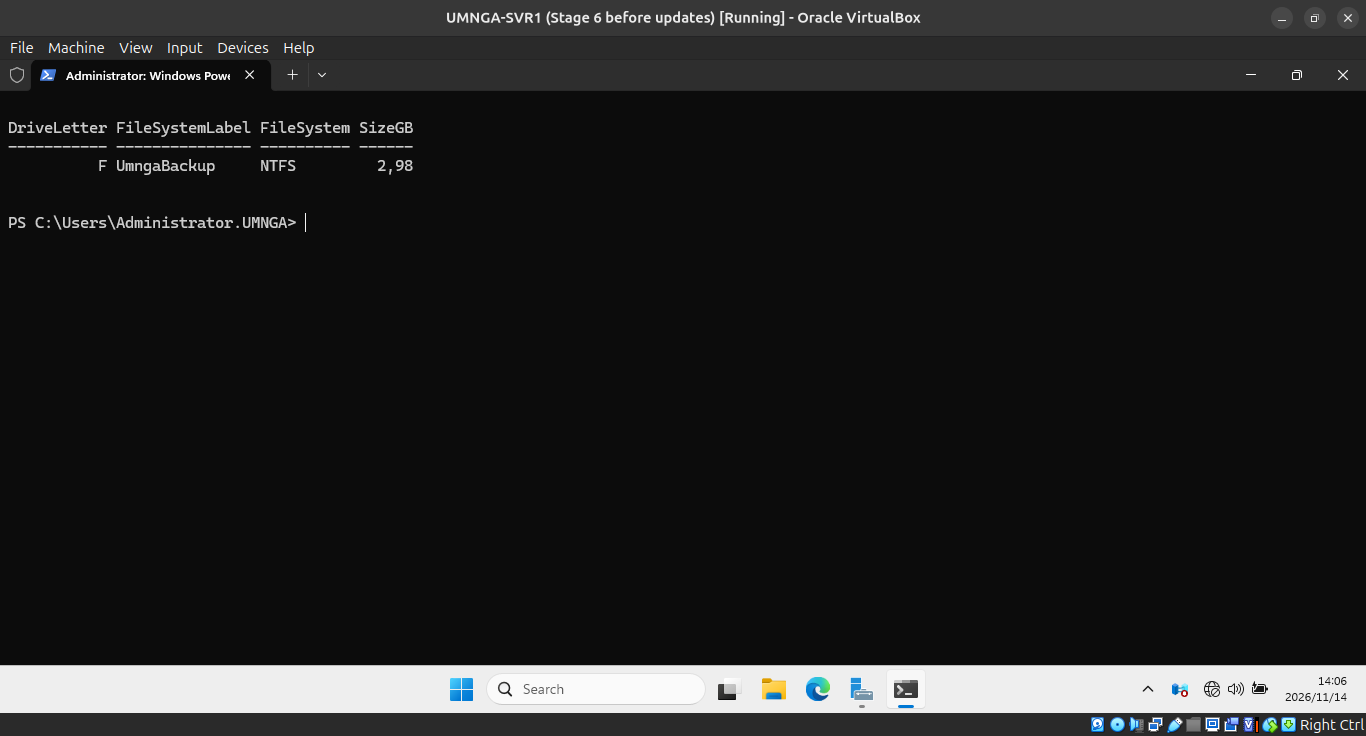 UMNGA-SVR1 (Stage 6 before updates) [Running] - Oracle VirtualBox
File Machine View Input Devices Help
Administrator: Windows Powe
DriveLetter FileSystemLabel FileSystem SizeGB
----------- --------------- ---------- ------
F UmngaBackup NTFS 2,98
PS C:\Users\Administrator.UMNGA>
Search
14:06
2026/11/14
Right Ctrl